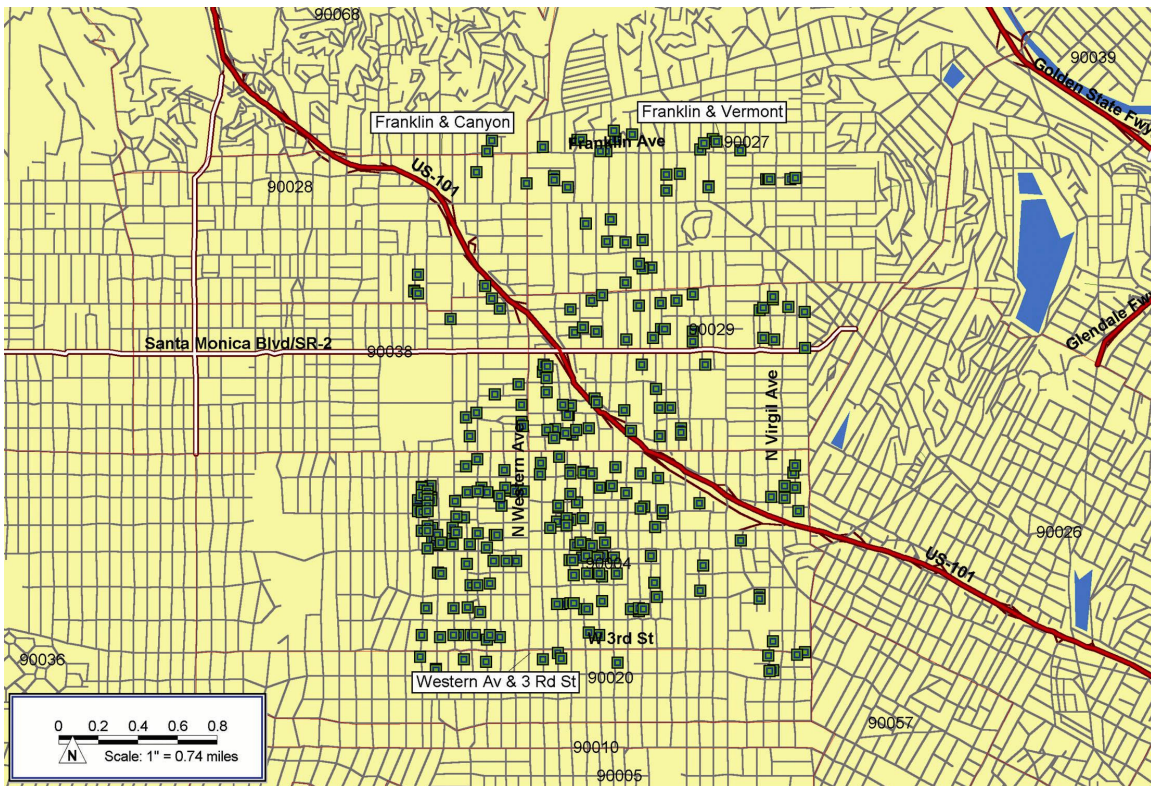 90068
90039
Golden State Fwy
Franklin & Canyon
Franklin & Vermont
Franklin Ave
90027
US-101
90028
90029
Glendale Fwy
Santa Monica Blvd/SR-2
90038
N Virgil Ave
N Western Ave
90026
90004
US-101
W 3rd St
90036
Western Av & 3 Rd St
90020
90057
0 0.2 0.4 0.6 0.8
N
Scale: 1" = 0.74 miles
90010
90005